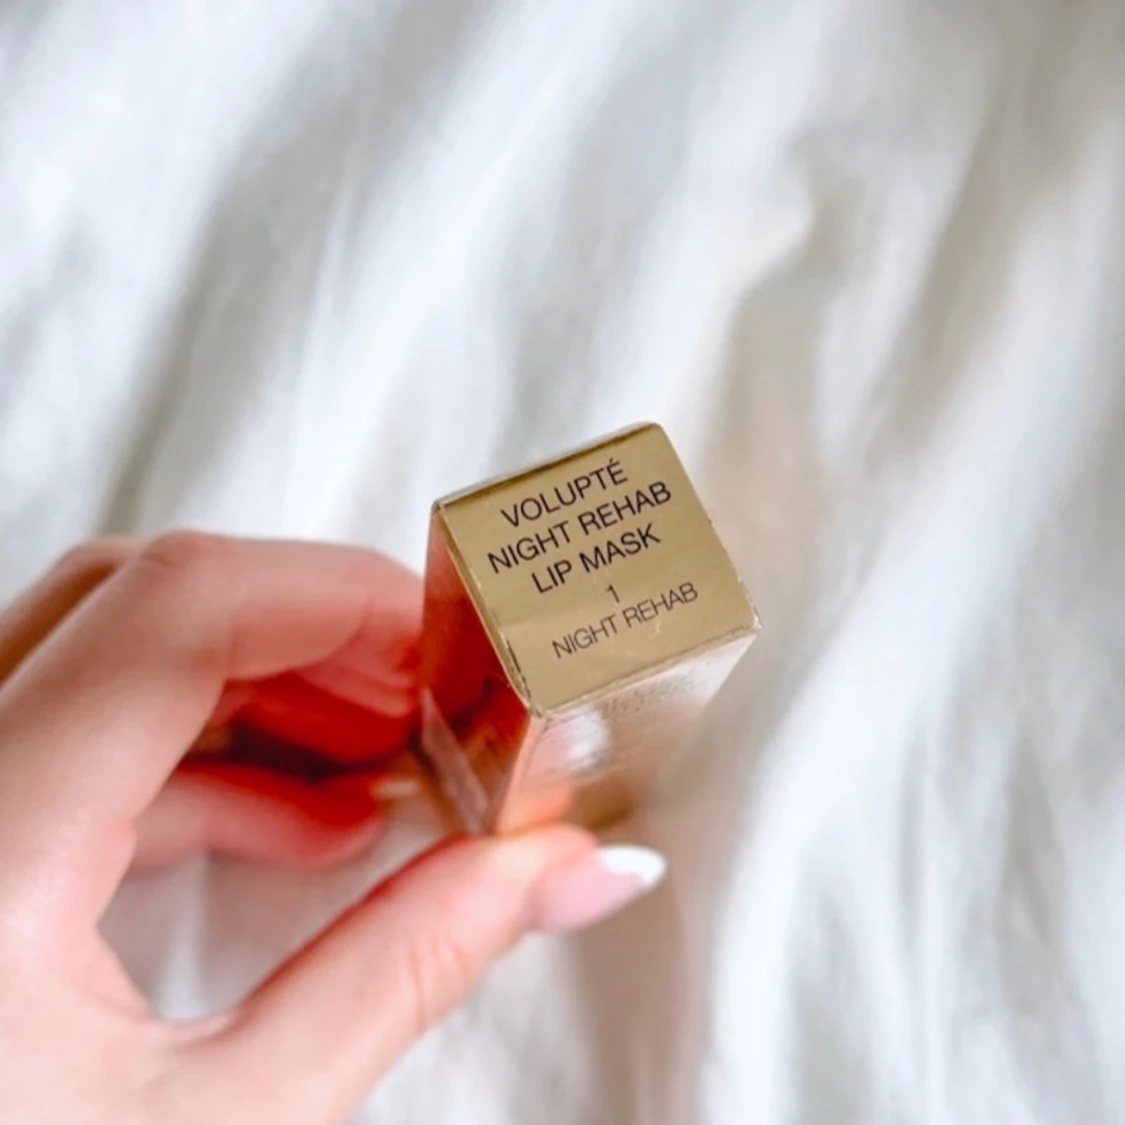 VOLUPTÉ
NIGHT REHAB
LIP MASK
1
NIGHT REHAB